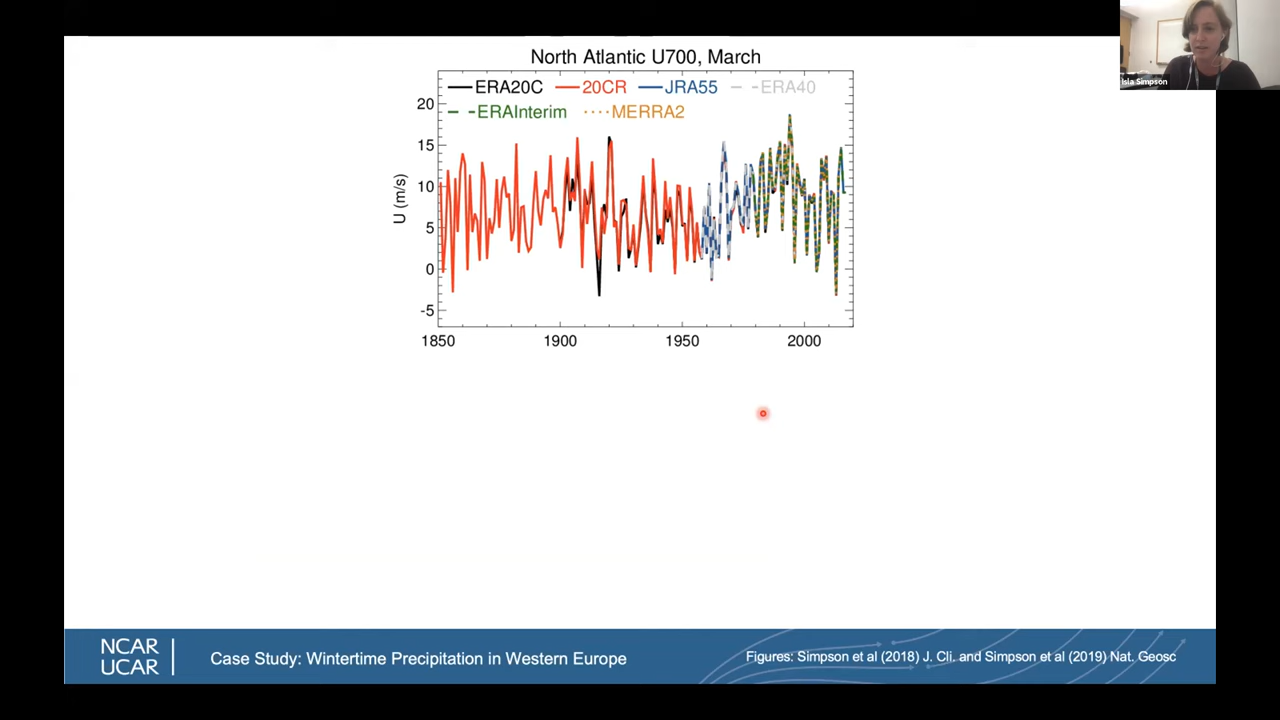 Isla Simpson
North Atlantic U700, March
ERA20C 20CR JRA55 ERA40
ERAInterim MERRA2
20
15
10
5
0
-5
U (m/s)
1850 1900 1950 2000
NCAR
UCAR
Case Study: Wintertime Precipitation in Western Europe
Figures: Simpson et al (2018) J. Cli. and Simpson et al (2019) Nat. Geosc